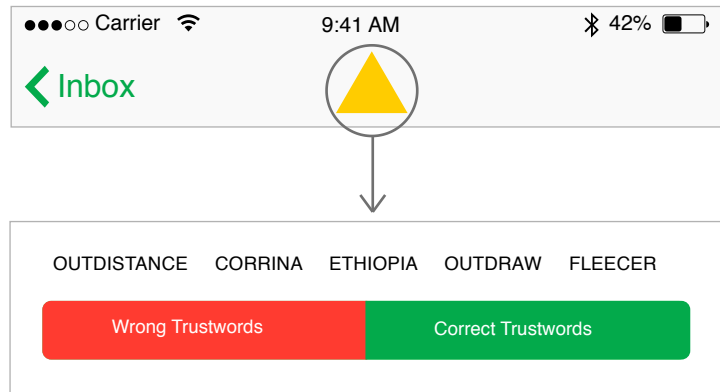 Carrier 9:41 AM 42%
Inbox
OUTDISTANCE CORRINA ETHIOPIA OUTDRAW FLEECER
Wrong Trustwords Correct Trustwords